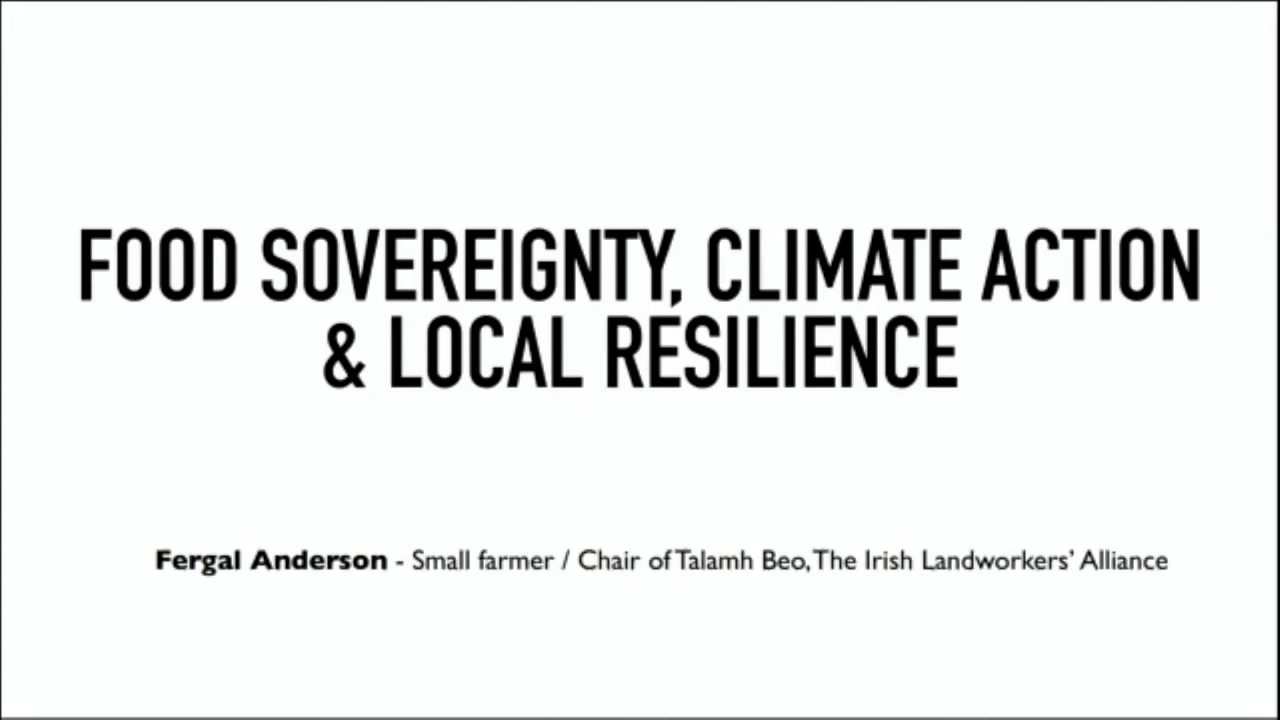 FOOD SOVEREIGNTY, CLIMATE ACTION
& LOCAL RESILIENCE
Fergal Anderson - Small farmer / Chair of Talamh Beo, The Irish Landworkers’ Alliance